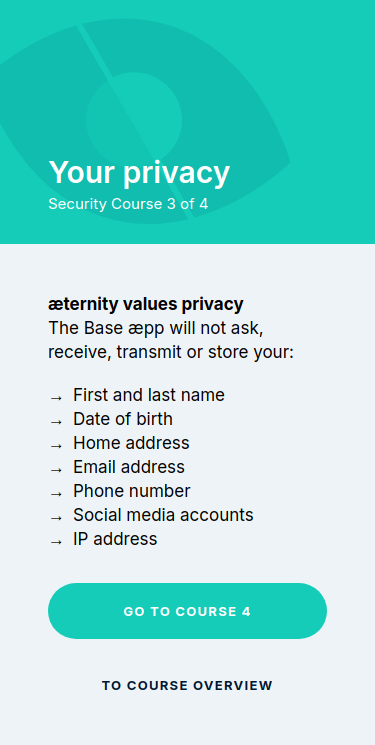 Your privacy
Security Course 3 of 4
æternity values privacy
The Base æpp will not ask,
receive, transmit or store your:
→ First and last name
→ Date of birth
→ Home address
→ Email address
→ Phone number
→ Social media accounts
→ IP address
GO TO COURSE 4
TO COURSE OVERVIEW